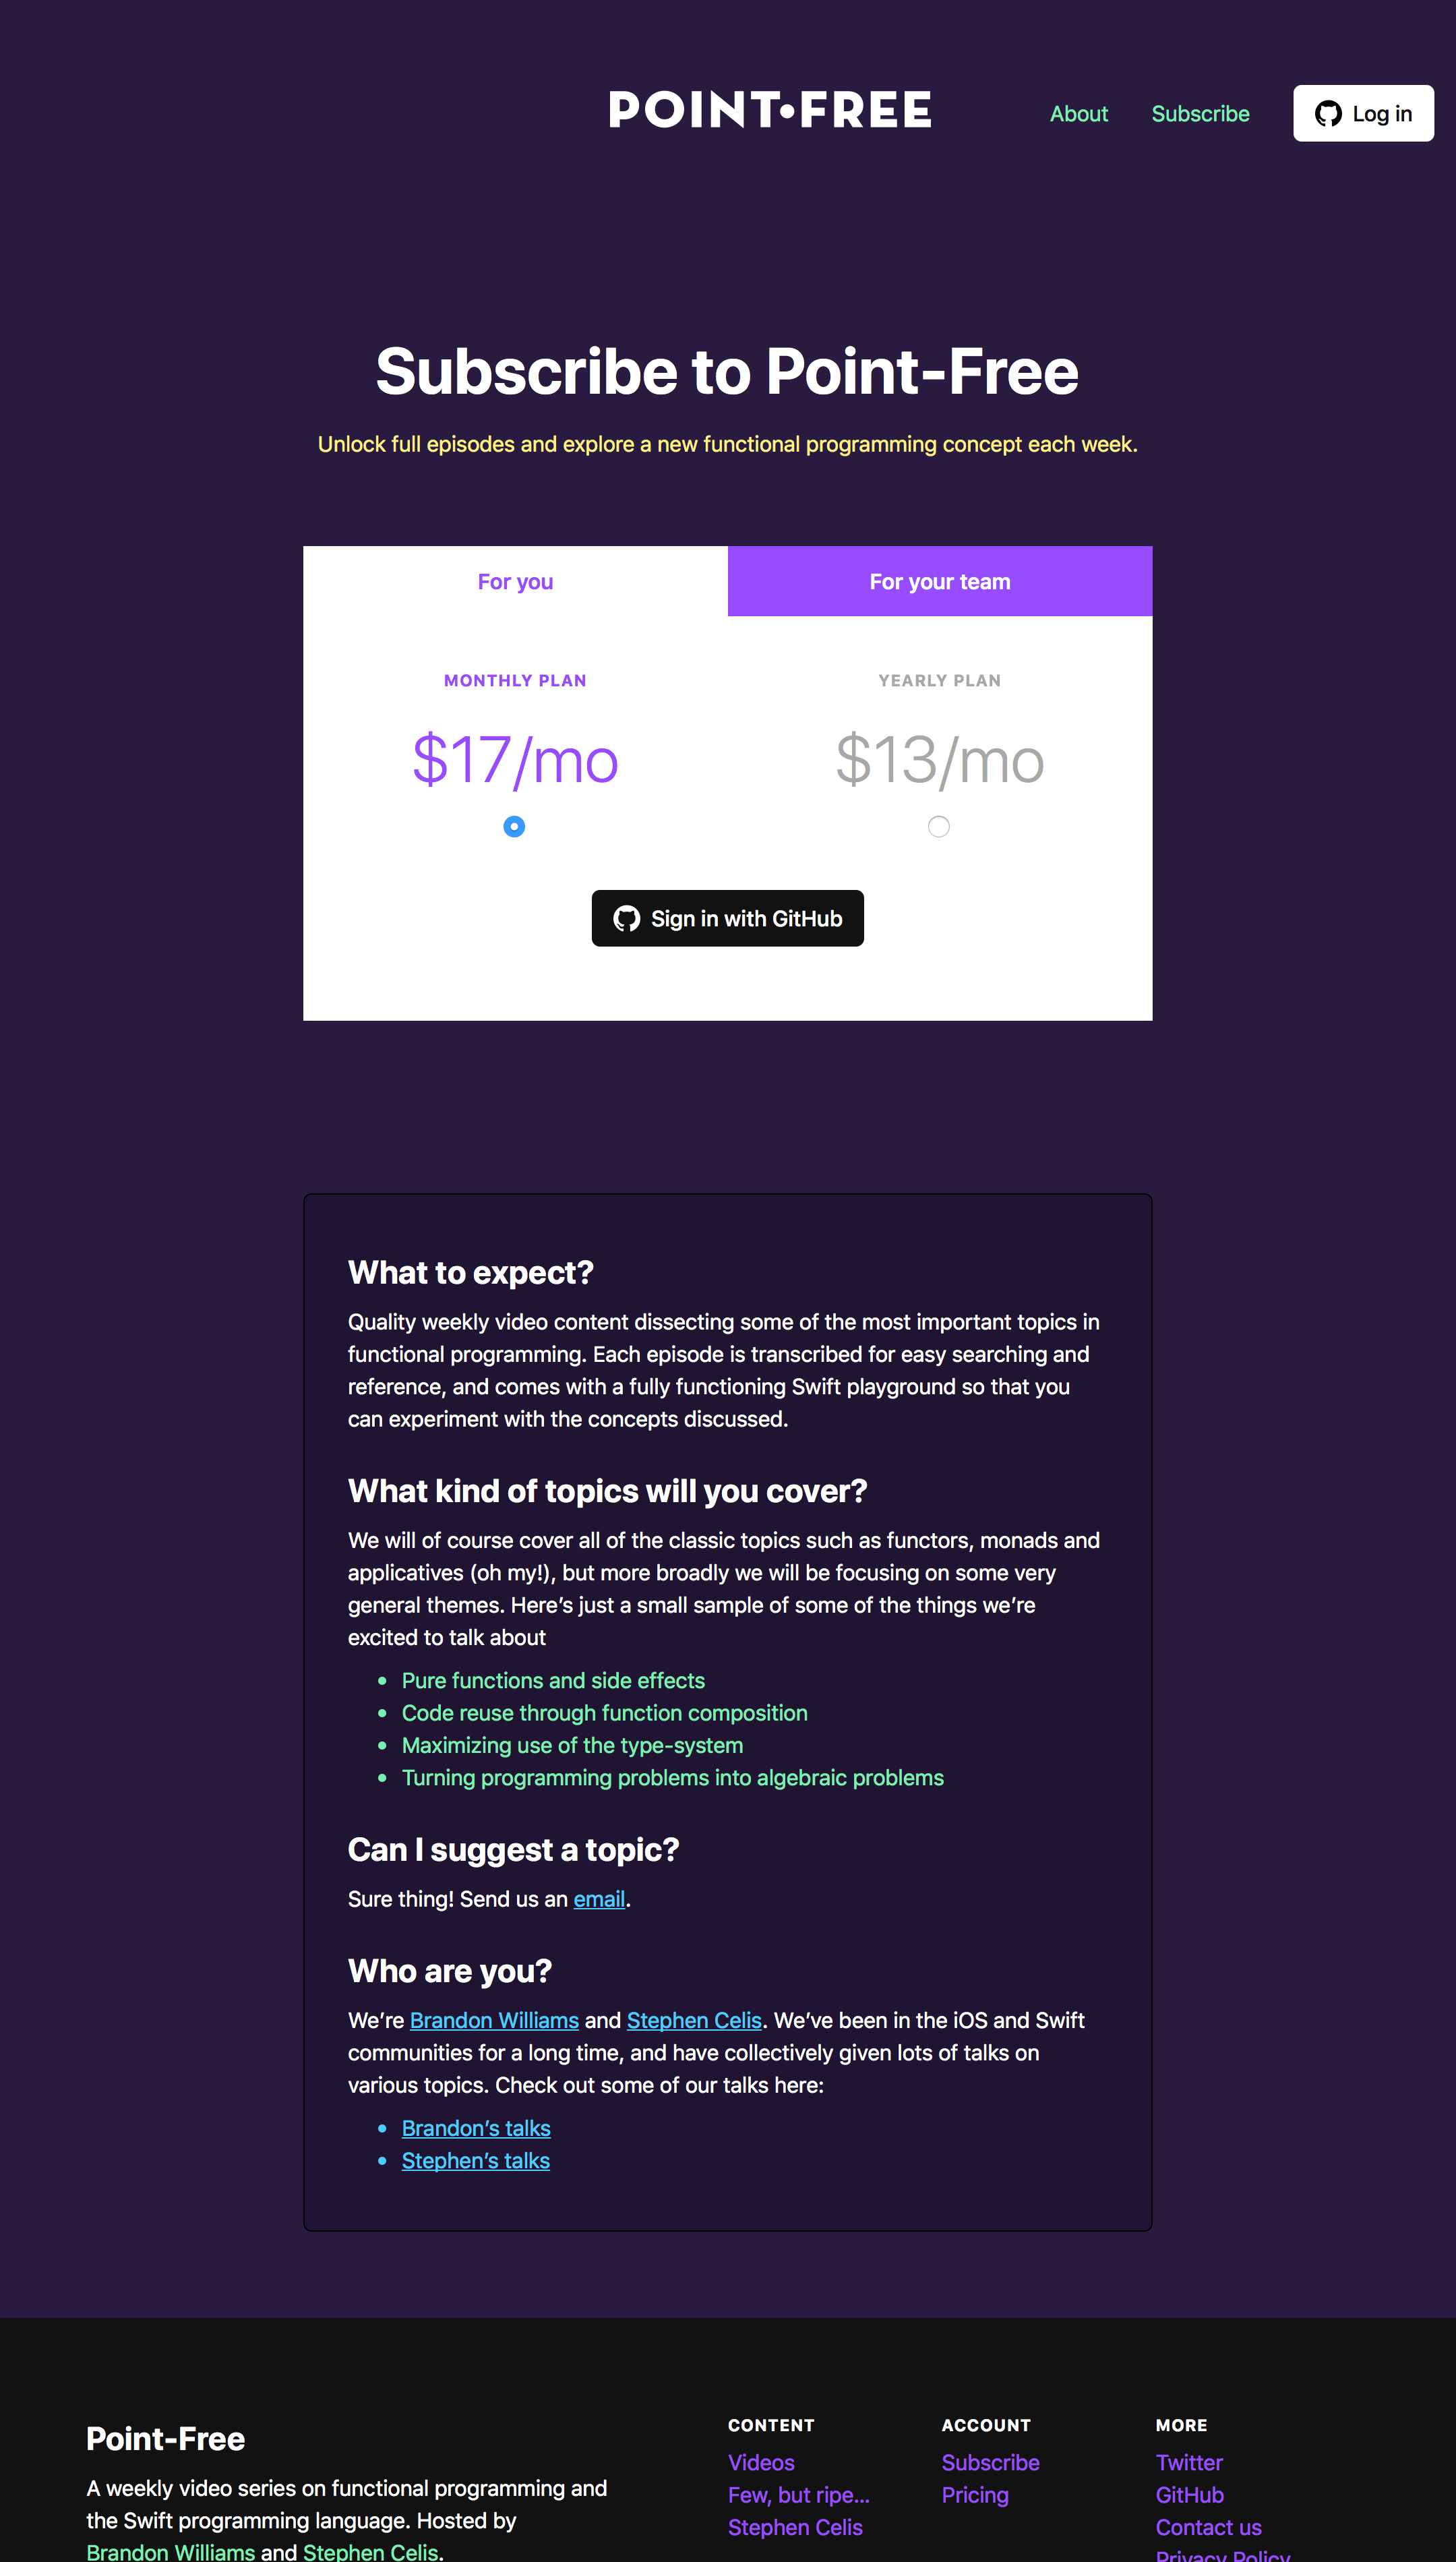 POINT•FREE
About Subscribe Log in
Subscribe to Point-Free
Unlock full episodes and explore a new functional programming concept each week.
For you For your team
MONTHLY PLAN YEARLY PLAN
$17/mo $13/mo
Sign in with GitHub
What to expect?
Quality weekly video content dissecting some of the most important topics in
functional programming. Each episode is transcribed for easy searching and
reference, and comes with a fully functioning Swift playground so that you
can experiment with the concepts discussed.
What kind of topics will you cover?
We will of course cover all of the classic topics such as functors, monads and
applicatives (oh my!), but more broadly we will be focusing on some very
general themes. Here’s just a small sample of some of the things we’re
excited to talk about
• Pure functions and side effects
• Code reuse through function composition
• Maximizing use of the type-system
• Turning programming problems into algebraic problems
Can I suggest a topic?
Sure thing! Send us an email.
Who are you?
We’re Brandon Williams and Stephen Celis. We’ve been in the iOS and Swift
communities for a long time, and have collectively given lots of talks on
various topics. Check out some of our talks here:
• Brandon’s talks
• Stephen’s talks
Point-Free
A weekly video series on functional programming and
the Swift programming language. Hosted by
Brandon Williams and Stephen Celis.
CONTENT
Videos
Few, but ripe...
Stephen Celis
ACCOUNT
Subscribe
Pricing
MORE
Twitter
GitHub
Contact us
Privacy Policy